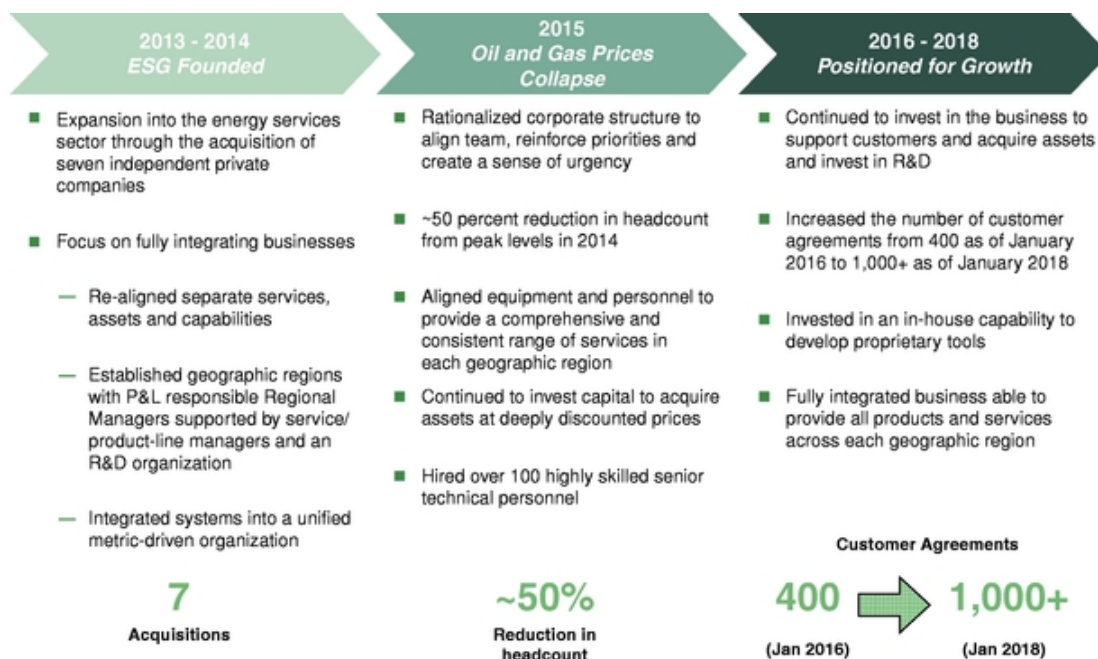 2013 - 2014
ESG Founded
Expansion into the energy services
sector through the acquisition of
seven independent private
companies
Focus on fully integrating businesses
— Re-aligned separate services,
assets and capabilities
— Established geographic regions
with P&L responsible Regional
Managers supported by service/
product-line managers and an
R&D organization
— Integrated systems into a unified
metric-driven organization
7
Acquisitions
2015
Oil and Gas Prices
Collapse
Rationalized corporate structure to
align team, reinforce priorities and
create a sense of urgency
~50 percent reduction in headcount
from peak levels in 2014
Aligned equipment and personnel to
provide a comprehensive and
consistent range of services in
each geographic region
Continued to invest capital to acquire
assets at deeply discounted prices
Hired over 100 highly skilled senior
technical personnel
~50%
Reduction in
headcount
2016 - 2018
Positioned for Growth
Continued to invest in the business to
support customers and acquire assets
and invest in R&D
Increased the number of customer
agreements from 400 as of January
2016 to 1,000+ as of January 2018
Invested in an in-house capability to
develop proprietary tools
Fully integrated business able to
provide all products and services
across each geographic region
Customer Agreements
400
(Jan 2016)
1,000+
(Jan 2018)